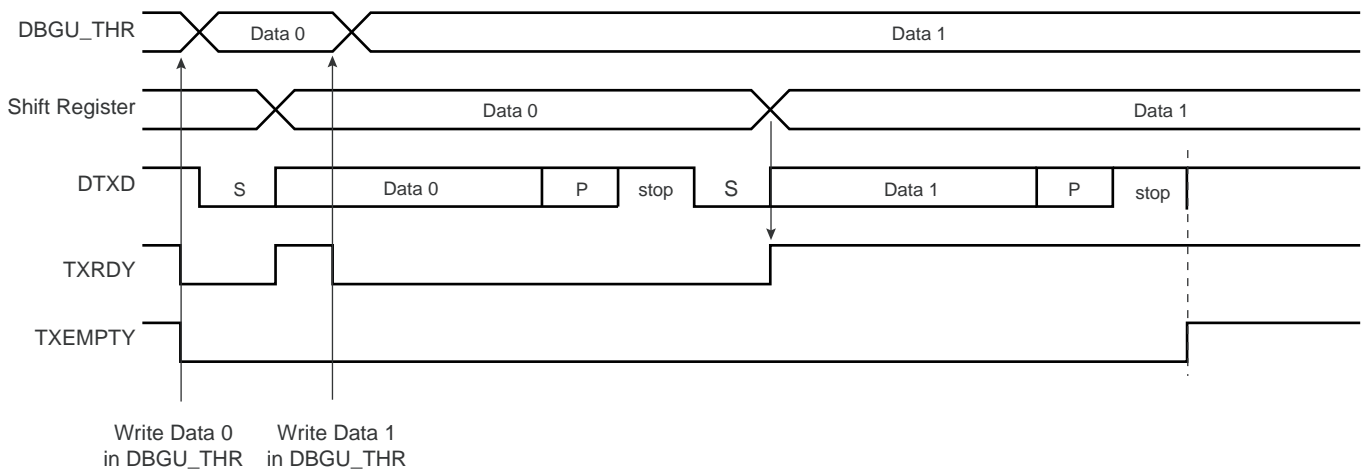 DBGU_THR
Data 0
Data 1
Shift Register
Data 0
Data 1
DTXD
S
Data 0
P
stop
S
Data 1
P
stop
TXRDY
TXEMPTY
Write Data 0
in DBGU_THR
Write Data 1
in DBGU_THR